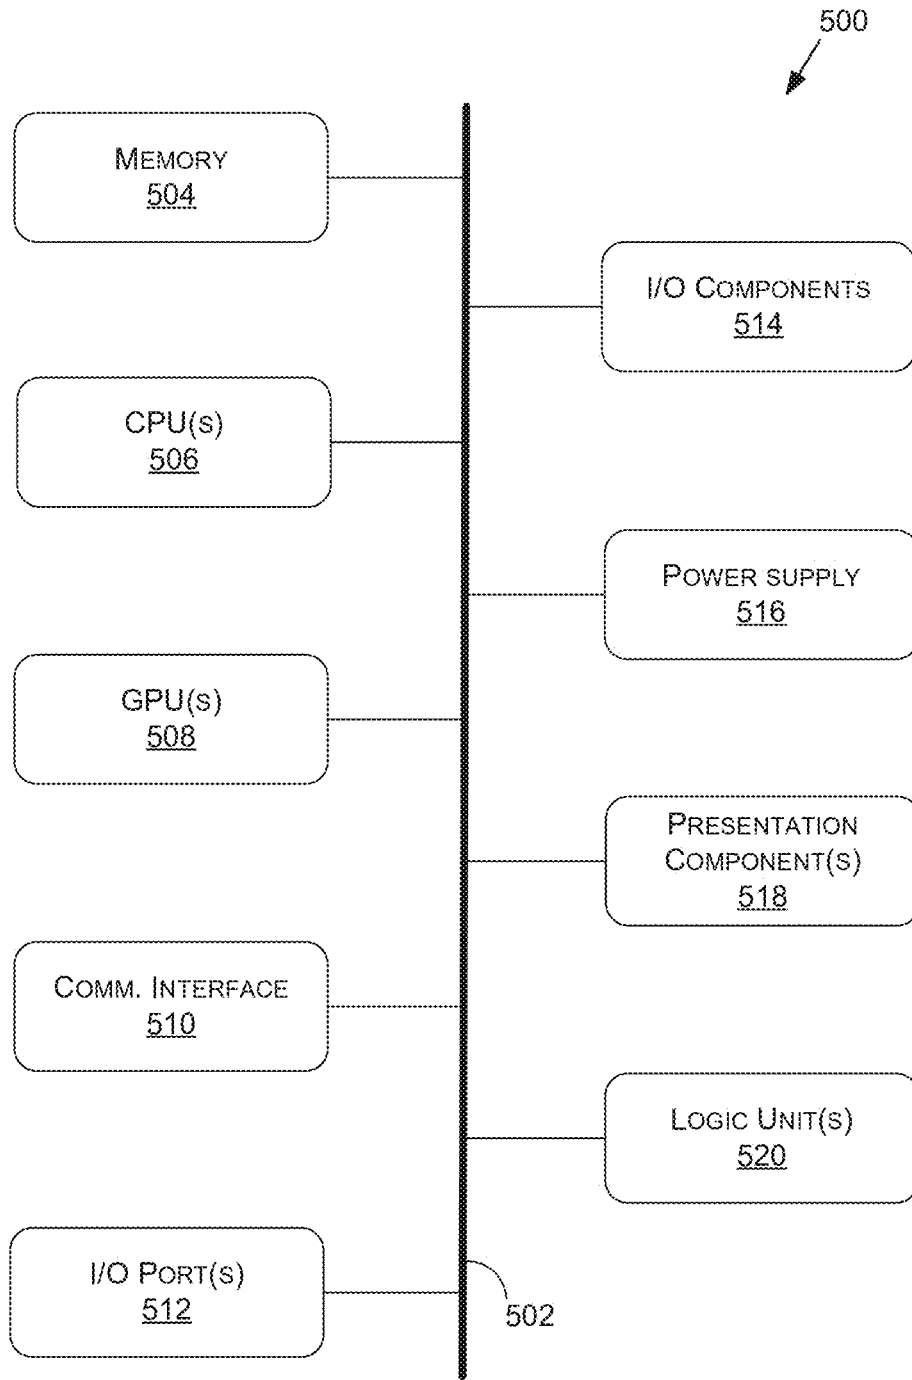 500
MEMORY
504
I/O COMPONENTS
514
CPU(S)
506
POWER SUPPLY
516
GPU(S)
508
PRESENTATION
COMPONENT(S)
518
COMM. INTERFACE
510
LOGIC UNIT(S)
520
I/O PORT(S)
512
502